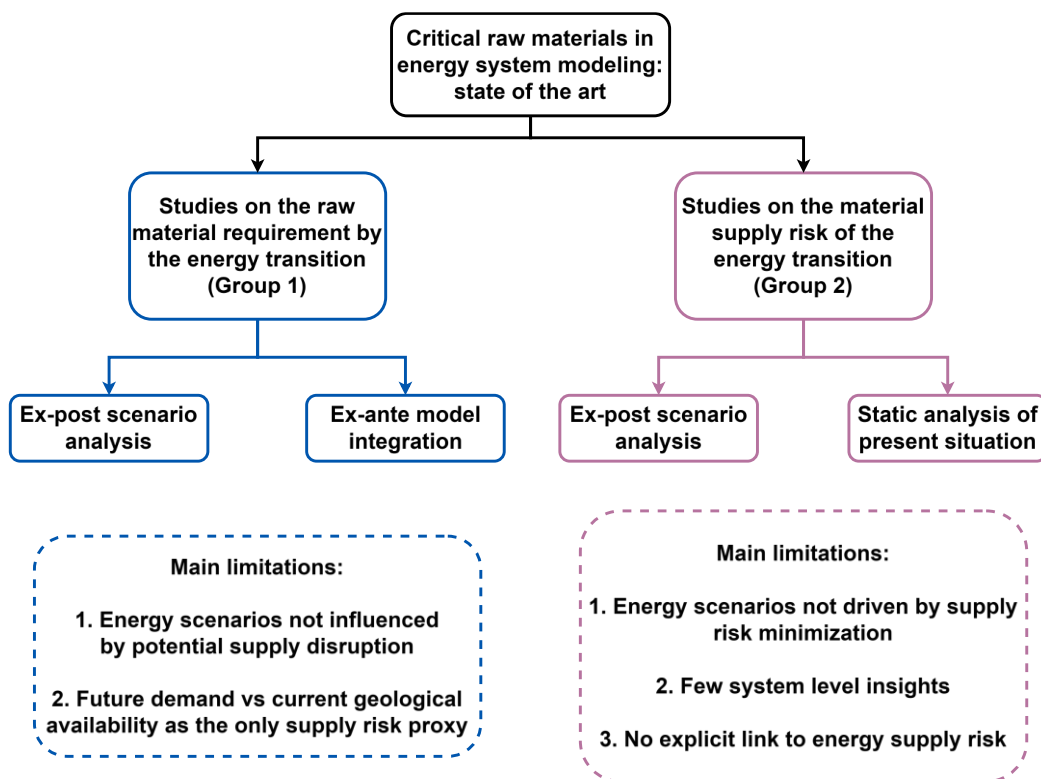 Critical raw materials in
energy system modeling:
state of the art
Studies on the raw
material requirement by
the energy transition
(Group 1)
Studies on the material
supply risk of the
energy transition
(Group 2)
Ex-post scenario
analysis
Ex-ante model
integration
Ex-post scenario
analysis
Static analysis of
present situation
Main limitations:
1. Energy scenarios not influenced
by potential supply disruption
2. Future demand vs current geological
availability as the only supply risk proxy
Main limitations:
1. Energy scenarios not driven by supply
risk minimization
2. Few system level insights
3. No explicit link to energy supply risk